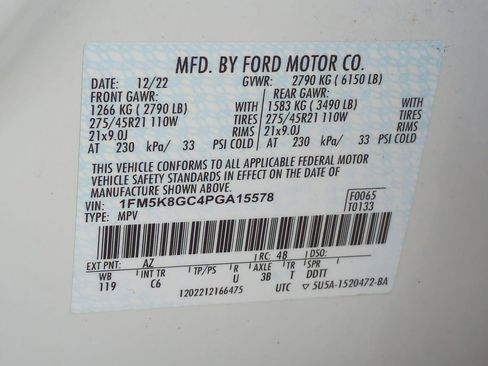 MFD. BY FORD MOTOR CO.
DATE: 12/22 GVWR: 2790 KG ( 6150 LB)
FRONT GAWR: REAR GAWR:
1266 KG ( 2790 LB) WITH 1583 KG ( 3490 LB) WITH
275/45R21 110W TIRES 275/45R21 110W TIRES
21x9.0J RIMS 21x9.0J RIMS
AT 230 kPa/ 33 PSI COLD AT 230 kPa/ 33 PSI COLD
THIS VEHICLE CONFORMS TO ALL APPLICABLE FEDERAL MOTOR
VEHICLE SAFETY STANDARDS IN EFFECT ON THE DATE OF
MANUFACTURE SHOWN ABOVE.
VIN: 1FM5K8GC4PGA15578 F0065
TYPE: MPV T0133
EXT PNT: AZ RC: 48 DSO:
WB INT TR TP/PS R AXLE TR SPR
119 C6 U 3B T DDTT
1202212166475 UTC ▽ 5U5A-1520472-BA